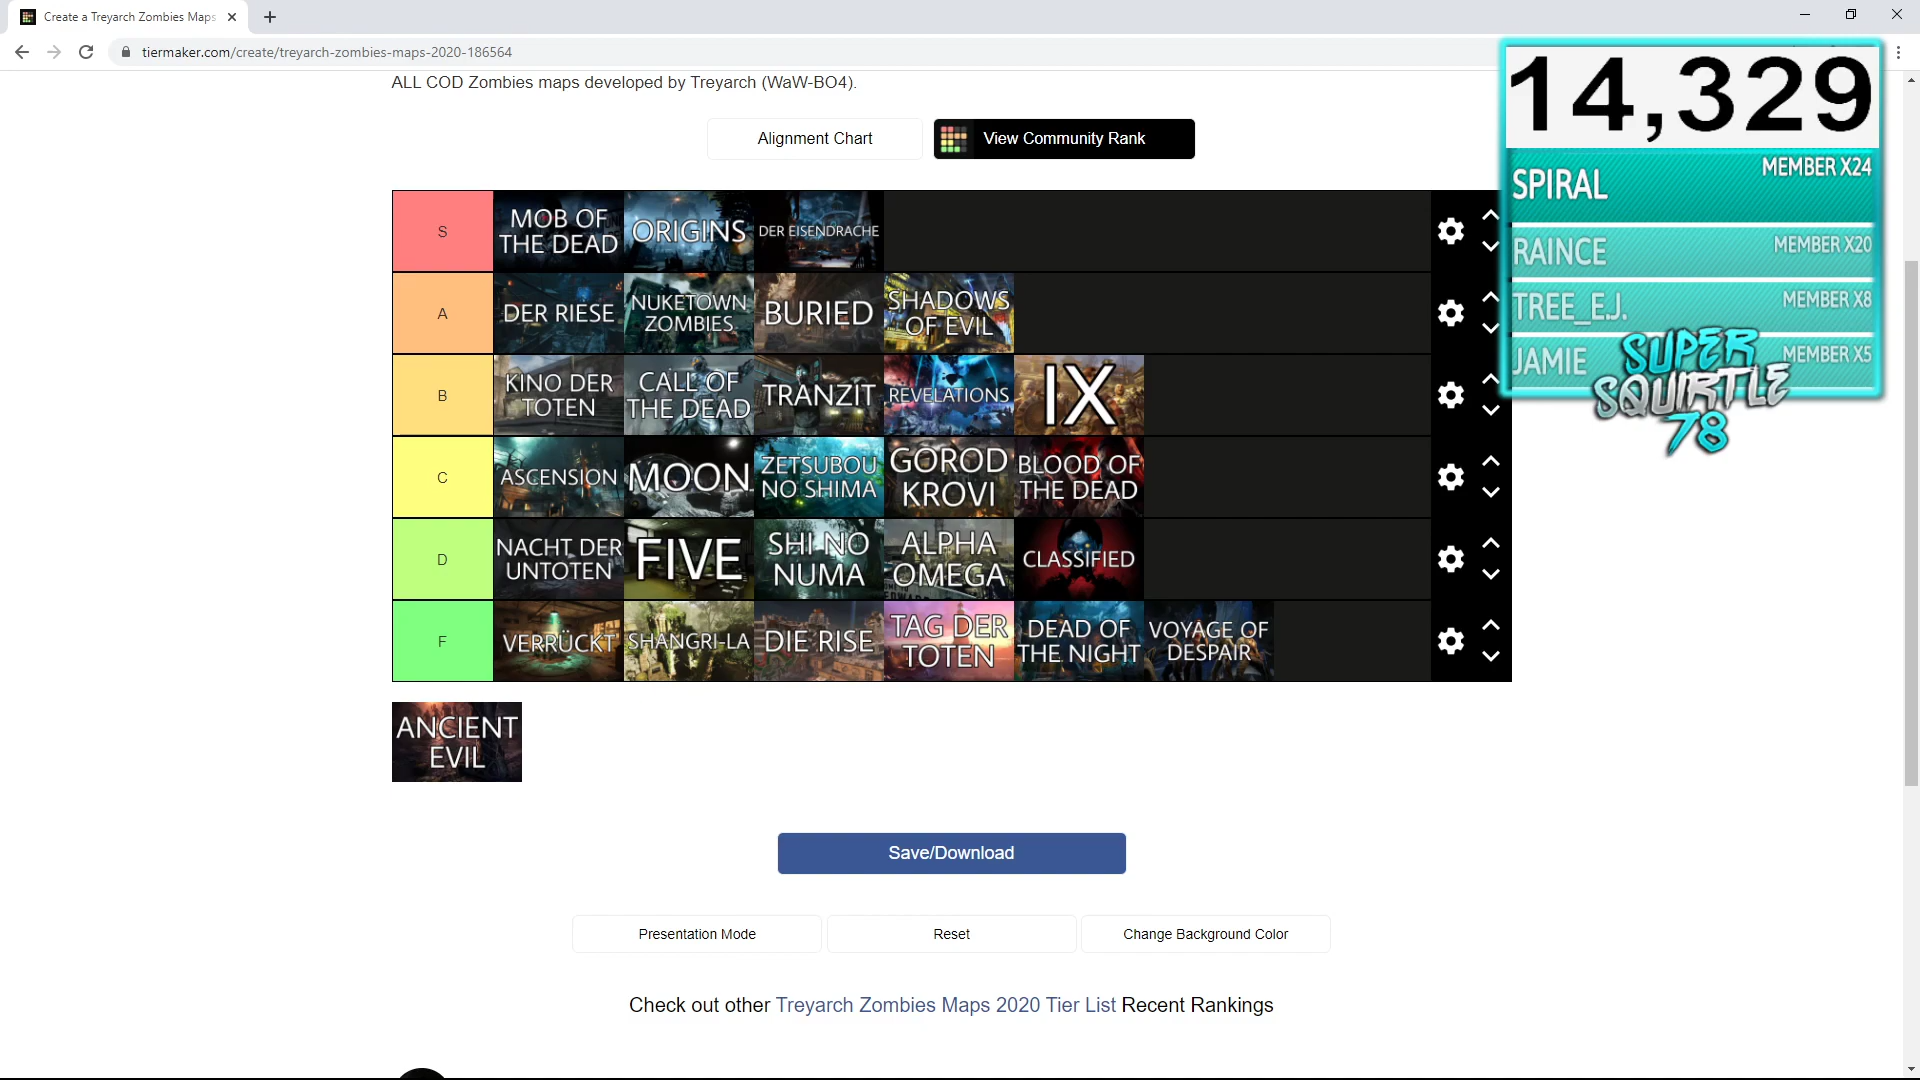 Create a Treyarch Zombies Maps
tiermaker.com/create/treyarch-zombies-maps-2020-186564
ALL COD Zombies maps developed by Treyarch (WaW-BO4).
Alignment Chart
View Community Rank
14,329
SPIRAL MEMBER X24
RAINCE MEMBER X20
TREE_E.J. MEMBER X8
JAMIE MEMBER X5
SUPER
SQUIRTLE
78
S
MOB OF
THE DEAD
ORIGINS
DER EISENDRACHE
A
DER RIESE
NUKETOWN
ZOMBIES
BURIED
SHADOWS
OF EVIL
B
KINO DER
TOTEN
CALL OF
THE DEAD
TRANZIT
REVELATIONS
IX
C
ASCENSION
MOON
ZETSUBOU
NO SHIMA
GOROD
KROVI
BLOOD OF
THE DEAD
D
NACHT DER
UNTOTEN
FIVE
SHI NO
NUMA
ALPHA
OMEGA
CLASSIFIED
F
VERRÜCKT
SHANGRI-LA
DIE RISE
TAG DER
TOTEN
DEAD OF
THE NIGHT
VOYAGE OF
DESPAIR
ANCIENT
EVIL
Save/Download
Presentation Mode
Reset
Change Background Color
Check out other Treyarch Zombies Maps 2020 Tier List Recent Rankings